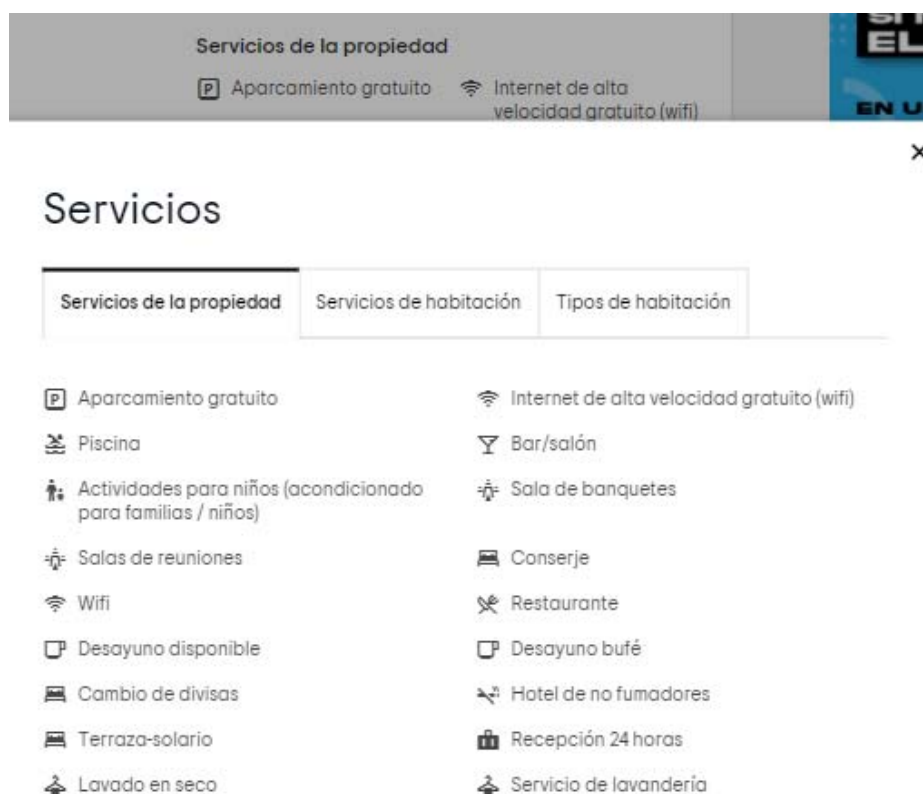 Servicios de la propiedad
Aparcamiento gratuito
Internet de alta
velocidad gratuito (wifi)
EL
EN U
Servicios
Servicios de la propiedad
Servicios de habitación
Tipos de habitación
Aparcamiento gratuito
Internet de alta velocidad gratuito (wifi)
Piscina
Bar/salón
Actividades para niños (acondicionado
para familias / niños)
Sala de banquetes
Salas de reuniones
Conserje
Wifi
Restaurante
Desayuno disponible
Desayuno bufé
Cambio de divisas
Hotel de no fumadores
Terraza-solario
Recepción 24 horas
Lavado en seco
Servicio de lavandería